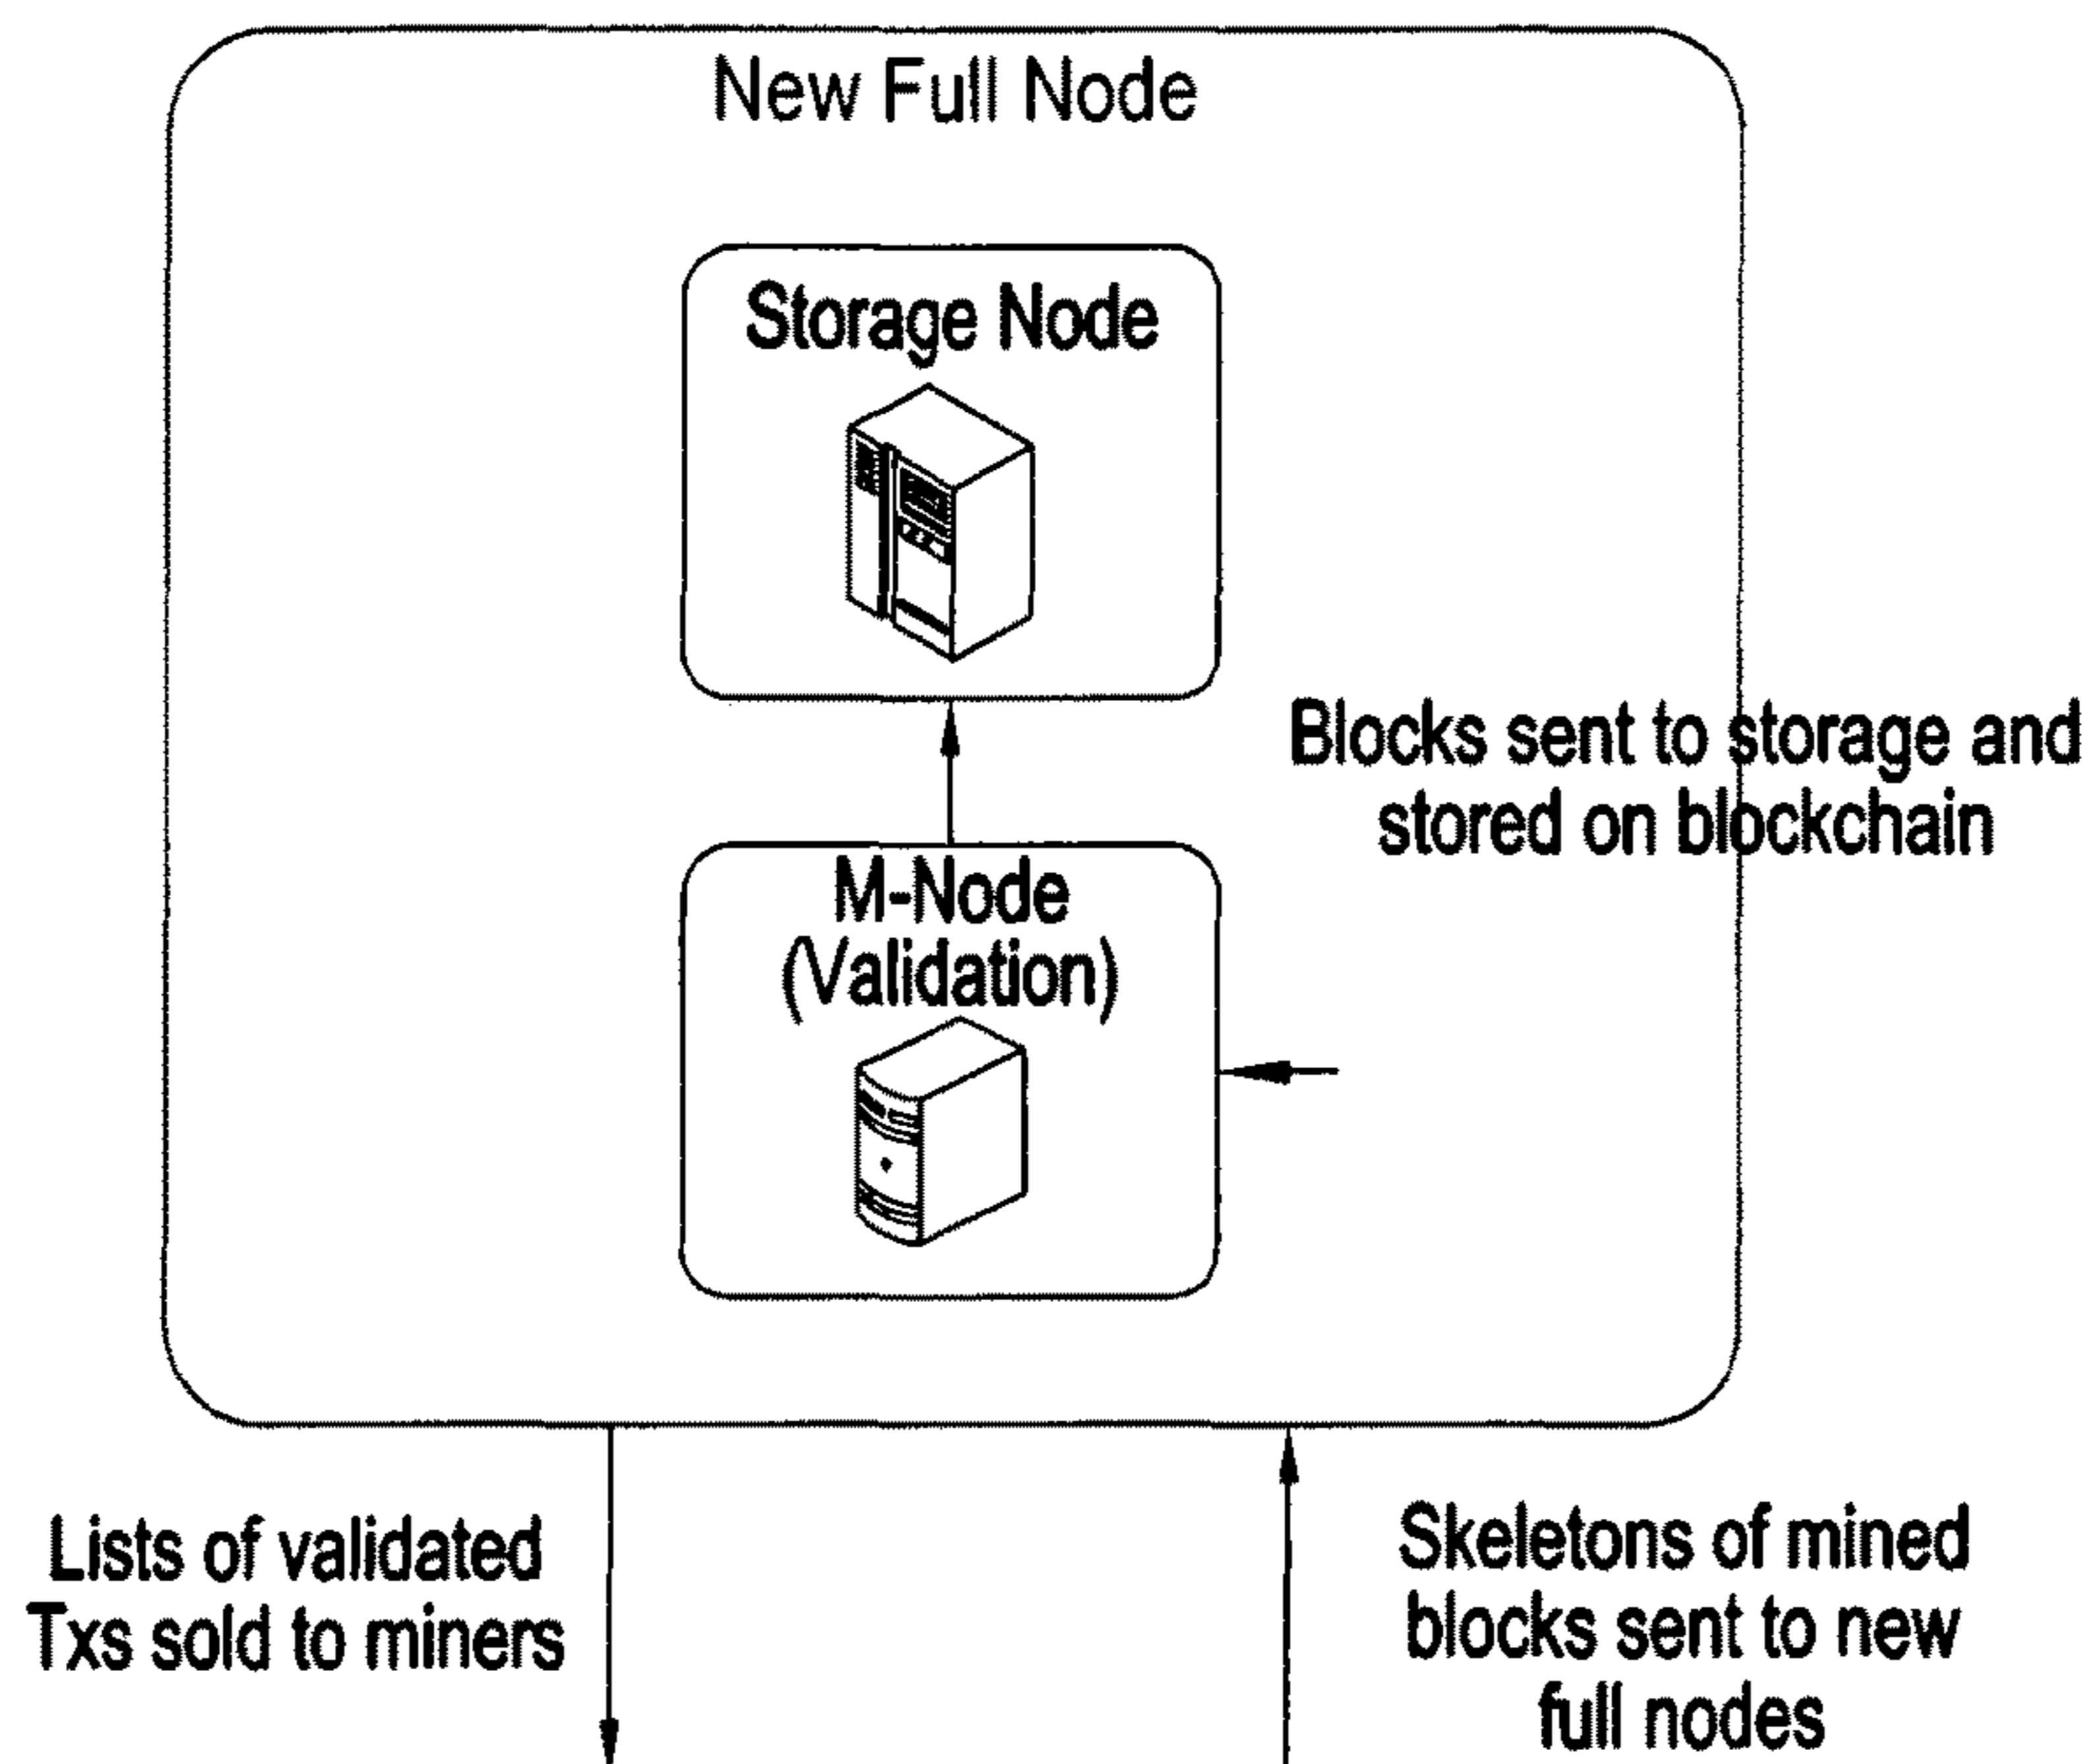 New Full Node
Storage Node
Blocks sent to storage and
stored on blockchain
M-Node
(Validation)
Lists of validated
Txs sold to miners
Skeletons of mined
blocks sent to new
full nodes